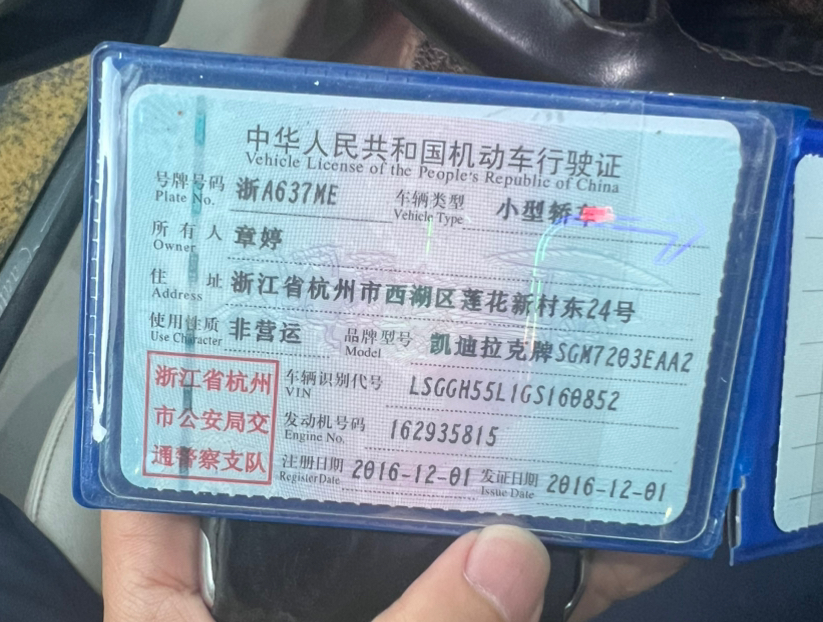 中华人民共和国机动车行驶证
Vehicle License of the People's Republic of China
号牌号码 浙A637ME 车辆类型 小型轿车
Plate No. Vehicle Type
所有人 章婷
Owner
住址 浙江省杭州市西湖区莲花新村东24号
Address
使用性质 非营运 品牌型号 凯迪拉克牌SGM7203EAA2
Use Character Model
浙江省杭州 车辆识别代号 LSGGH55L1GS160852
VIN
市公安局交 发动机号码 162935815
Engine No.
通警察支队 注册日期 2016-12-01 发证日期 2016-12-01
Register Date Issue Date